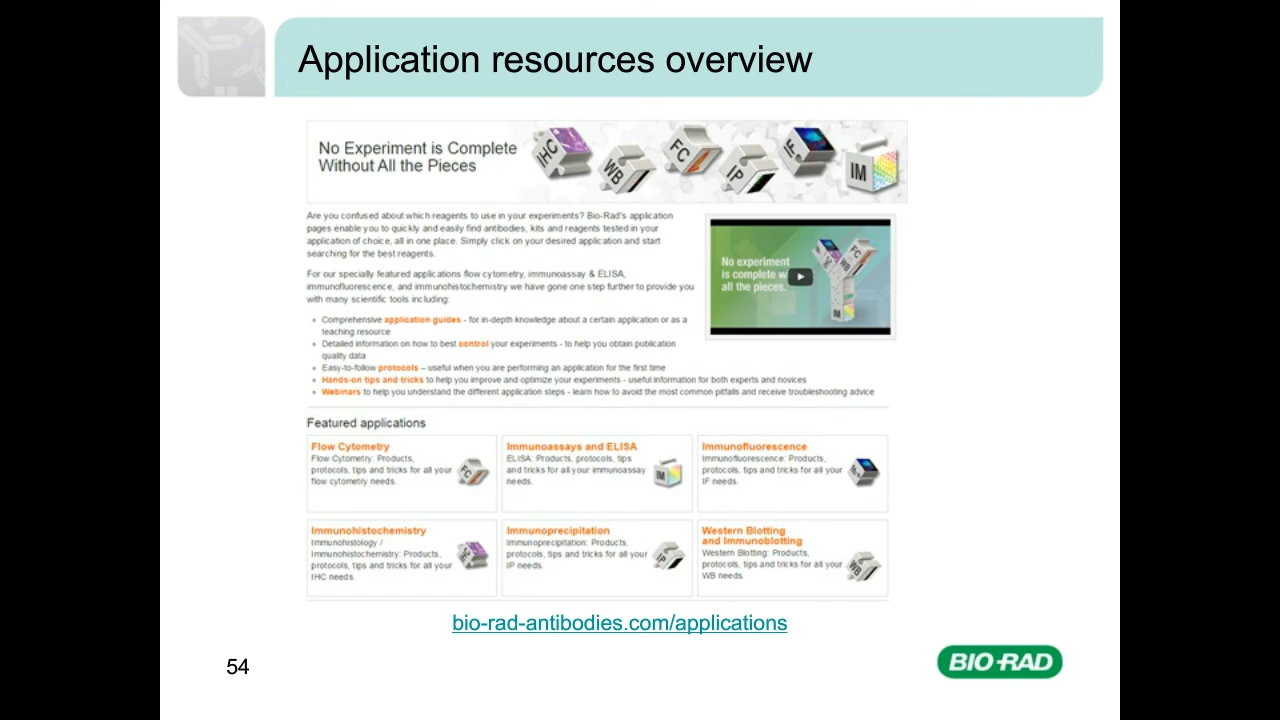 Application resources overview
No Experiment is Complete
Without All the Pieces
IHC
WB
FC
IP
IF
IM
Are you confused about which reagents to use in your experiments? Bio-Rad's application
pages enable you to quickly and easily find antibodies, kits and reagents tested in your
application of choice, all in one place. Simply click on your desired application and start
searching for the best reagents.
For our specially featured applications flow cytometry, immunoassay & ELISA,
immunofluorescence, and immunohistochemistry we have gone one step further to provide you
with many scientific tools including:
No experiment
is complete w
all the pieces.
FC
WB
IM
Comprehensive application guides - for in-depth knowledge about a certain application or as a
teaching resource
Detailed information on how to best control your experiments - to help you obtain publication
quality data
Easy-to-follow protocols – useful when you are performing an application for the first time
Hands-on tips and tricks to help you improve and optimize your experiments - useful information for both experts and novices
Webinars to help you understand the different application steps - learn how to avoid the most common pitfalls and receive troubleshooting advice
Featured applications
Flow Cytometry
Flow Cytometry: Products,
protocols, tips and tricks for all your
flow cytometry needs.
FC
Immunoassays and ELISA
ELISA: Products, protocols, tips
and tricks for all your immunoassay
needs.
IM
Immunofluorescence
Immunofluorescence: Products,
protocols, tips and tricks for all your
IF needs.
Immunohistochemistry
Immunohistology /
Immunohistochemistry: Products,
protocols, tips and tricks for all your
IHC needs.
Immunoprecipitation
Immunoprecipitation: Products,
protocols, tips and tricks for all your
IP needs.
IP
Western Blotting
and Immunoblotting
Western Blotting: Products,
protocols, tips and tricks for all your
WB needs.
WB
bio-rad-antibodies.com/applications
54
BIO-RAD